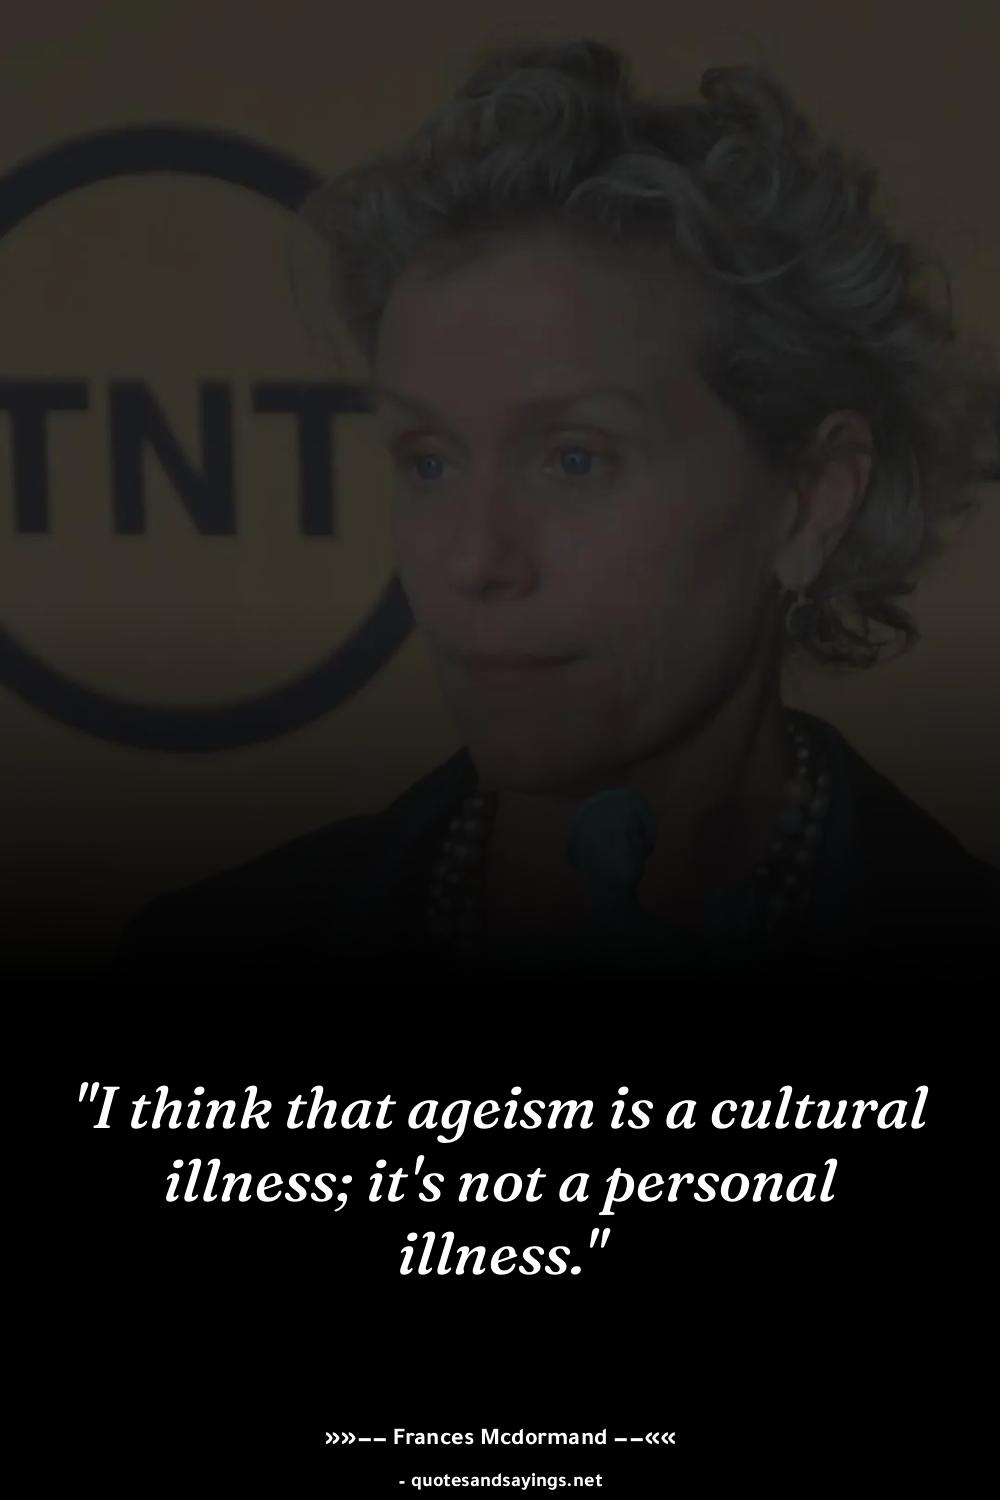 TNT
"I think that ageism is a cultural
illness; it's not a personal
illness."
»»−− Frances Mcdormand −−««
- quotesandsayings.net